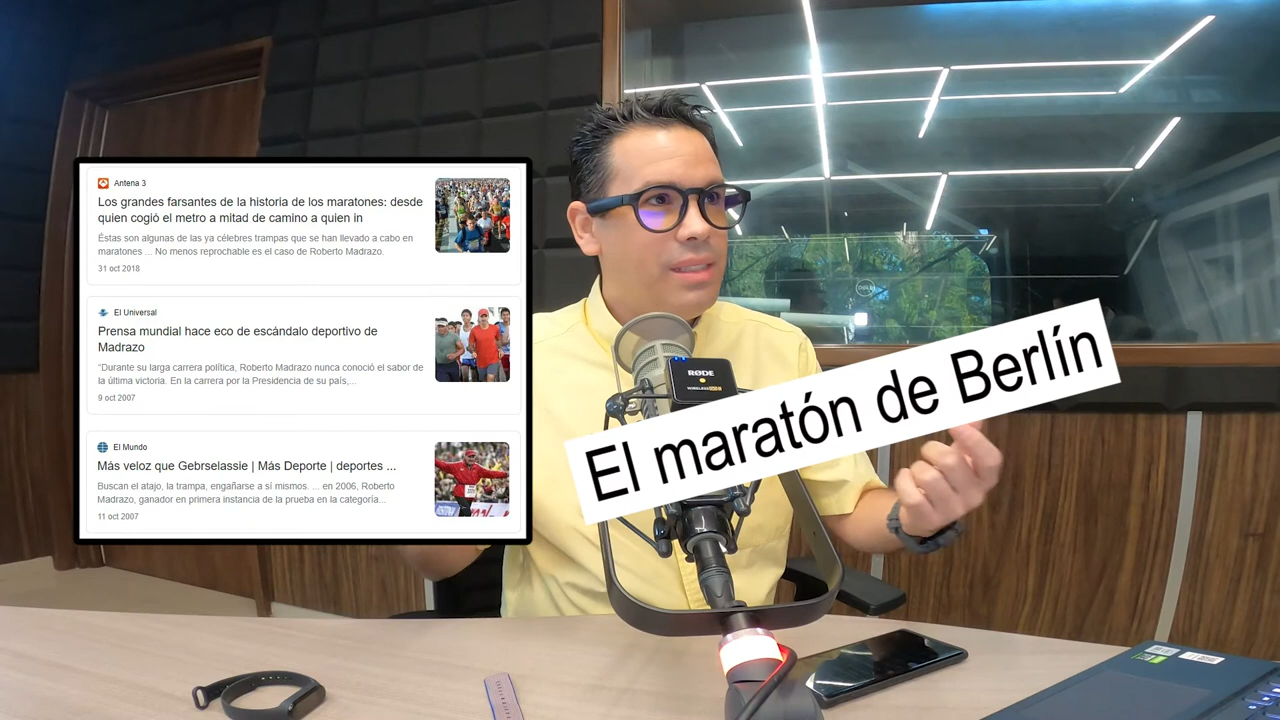 Antena 3
Los grandes farsantes de la historia de los maratones: desde
quien cogió el metro a mitad de camino a quien in
Éstas son algunas de las ya célebres trampas que se han llevado a cabo en
maratones ... No menos reprochable es el caso de Roberto Madrazo.
31 oct 2018
El Universal
Prensa mundial hace eco de escándalo deportivo de
Madrazo
“Durante su larga carrera política, Roberto Madrazo nunca conoció el sabor de
la última victoria. En la carrera por la Presidencia de su país,...
9 oct 2007
El Mundo
Más veloz que Gebrselassie | Más Deporte | deportes ...
Buscan el atajo, la trampa, engañarse a sí mismos. ... en 2006, Roberto
Madrazo, ganador en primera instancia de la prueba en la categoría...
11 oct 2007
RØDE
WIRELESS
El maratón de Berlín
DELL